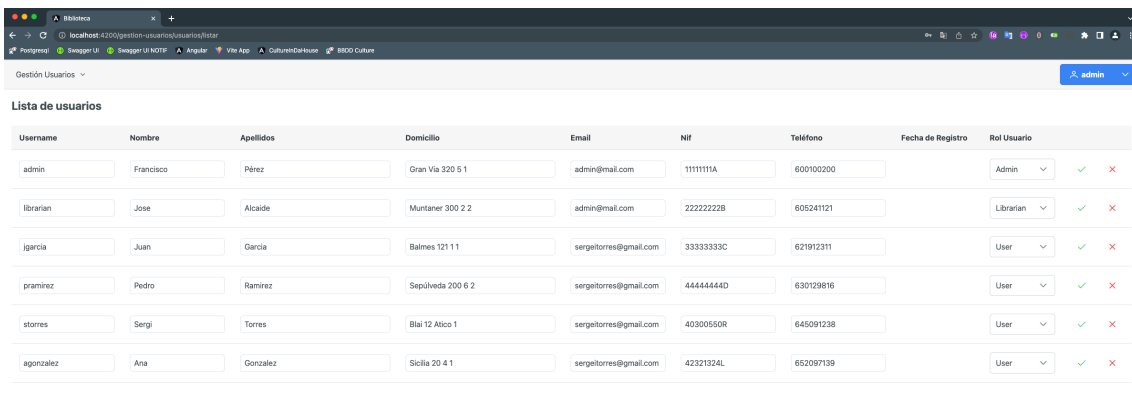 Biblioteca
localhost:4200/gestion-usuarios/usuarios/listar
Postgresql Swagger UI Swagger UI NOTIF Angular Vite App CultureInDaHouse BBDD Culture
Gestión Usuarios admin
Lista de usuarios
Username Nombre Apellidos Domicilio Email Nif Teléfono Fecha de Registro Rol Usuario
admin Francisco Pérez Gran Via 320 5 1 admin@mail.com 11111111A 600100200 Admin
librarian Jose Alcaide Muntaner 300 2 2 admin@mail.com 22222222B 605241121 Librarian
jgarcia Juan Garcia Balmes 121 1 1 sergeitorres@gmail.com 33333333C 621912311 User
pramirez Pedro Ramirez Sepúlveda 200 6 2 sergeitorres@gmail.com 44444444D 630129816 User
storres Sergi Torres Blai 12 Atico 1 sergeitorres@gmail.com 40300550R 645091238 User
agonzalez Ana Gonzalez Sicilia 20 4 1 sergeitorres@gmail.com 42321324L 652097139 User